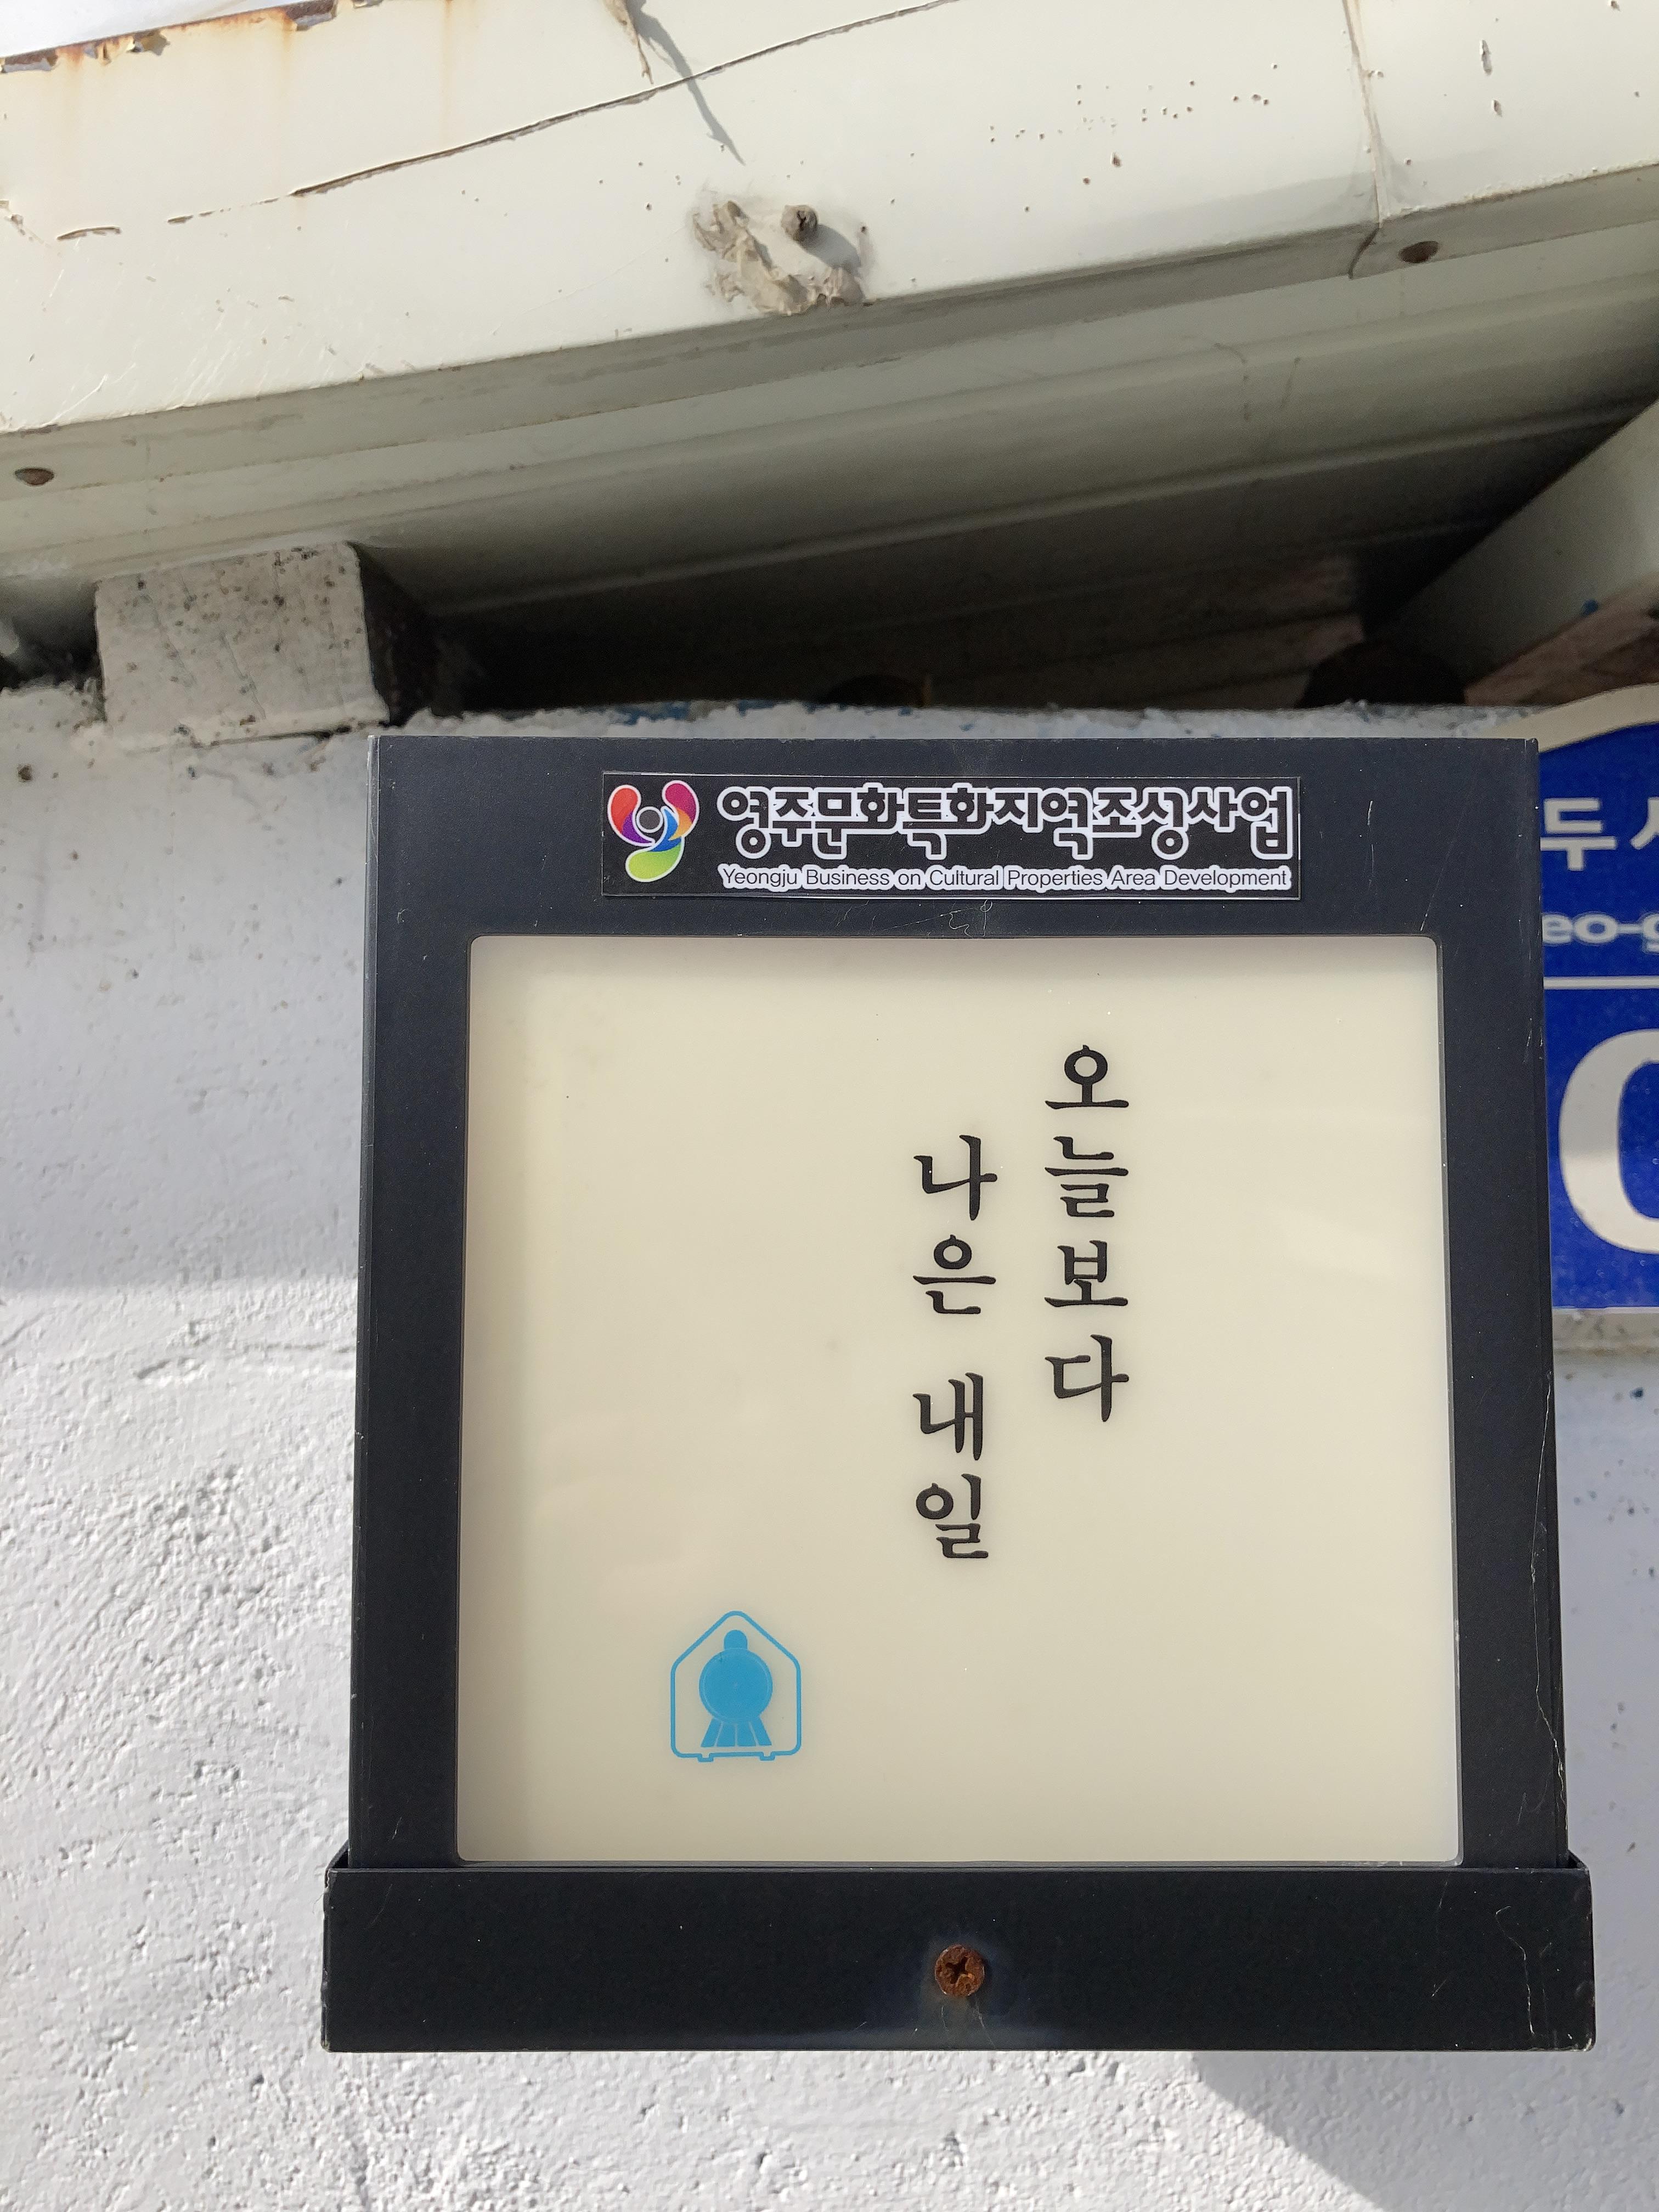 영주문화특화지역조성사업
Yeongju Business on Cultural Properties Area Development
오늘보다
나은 내일